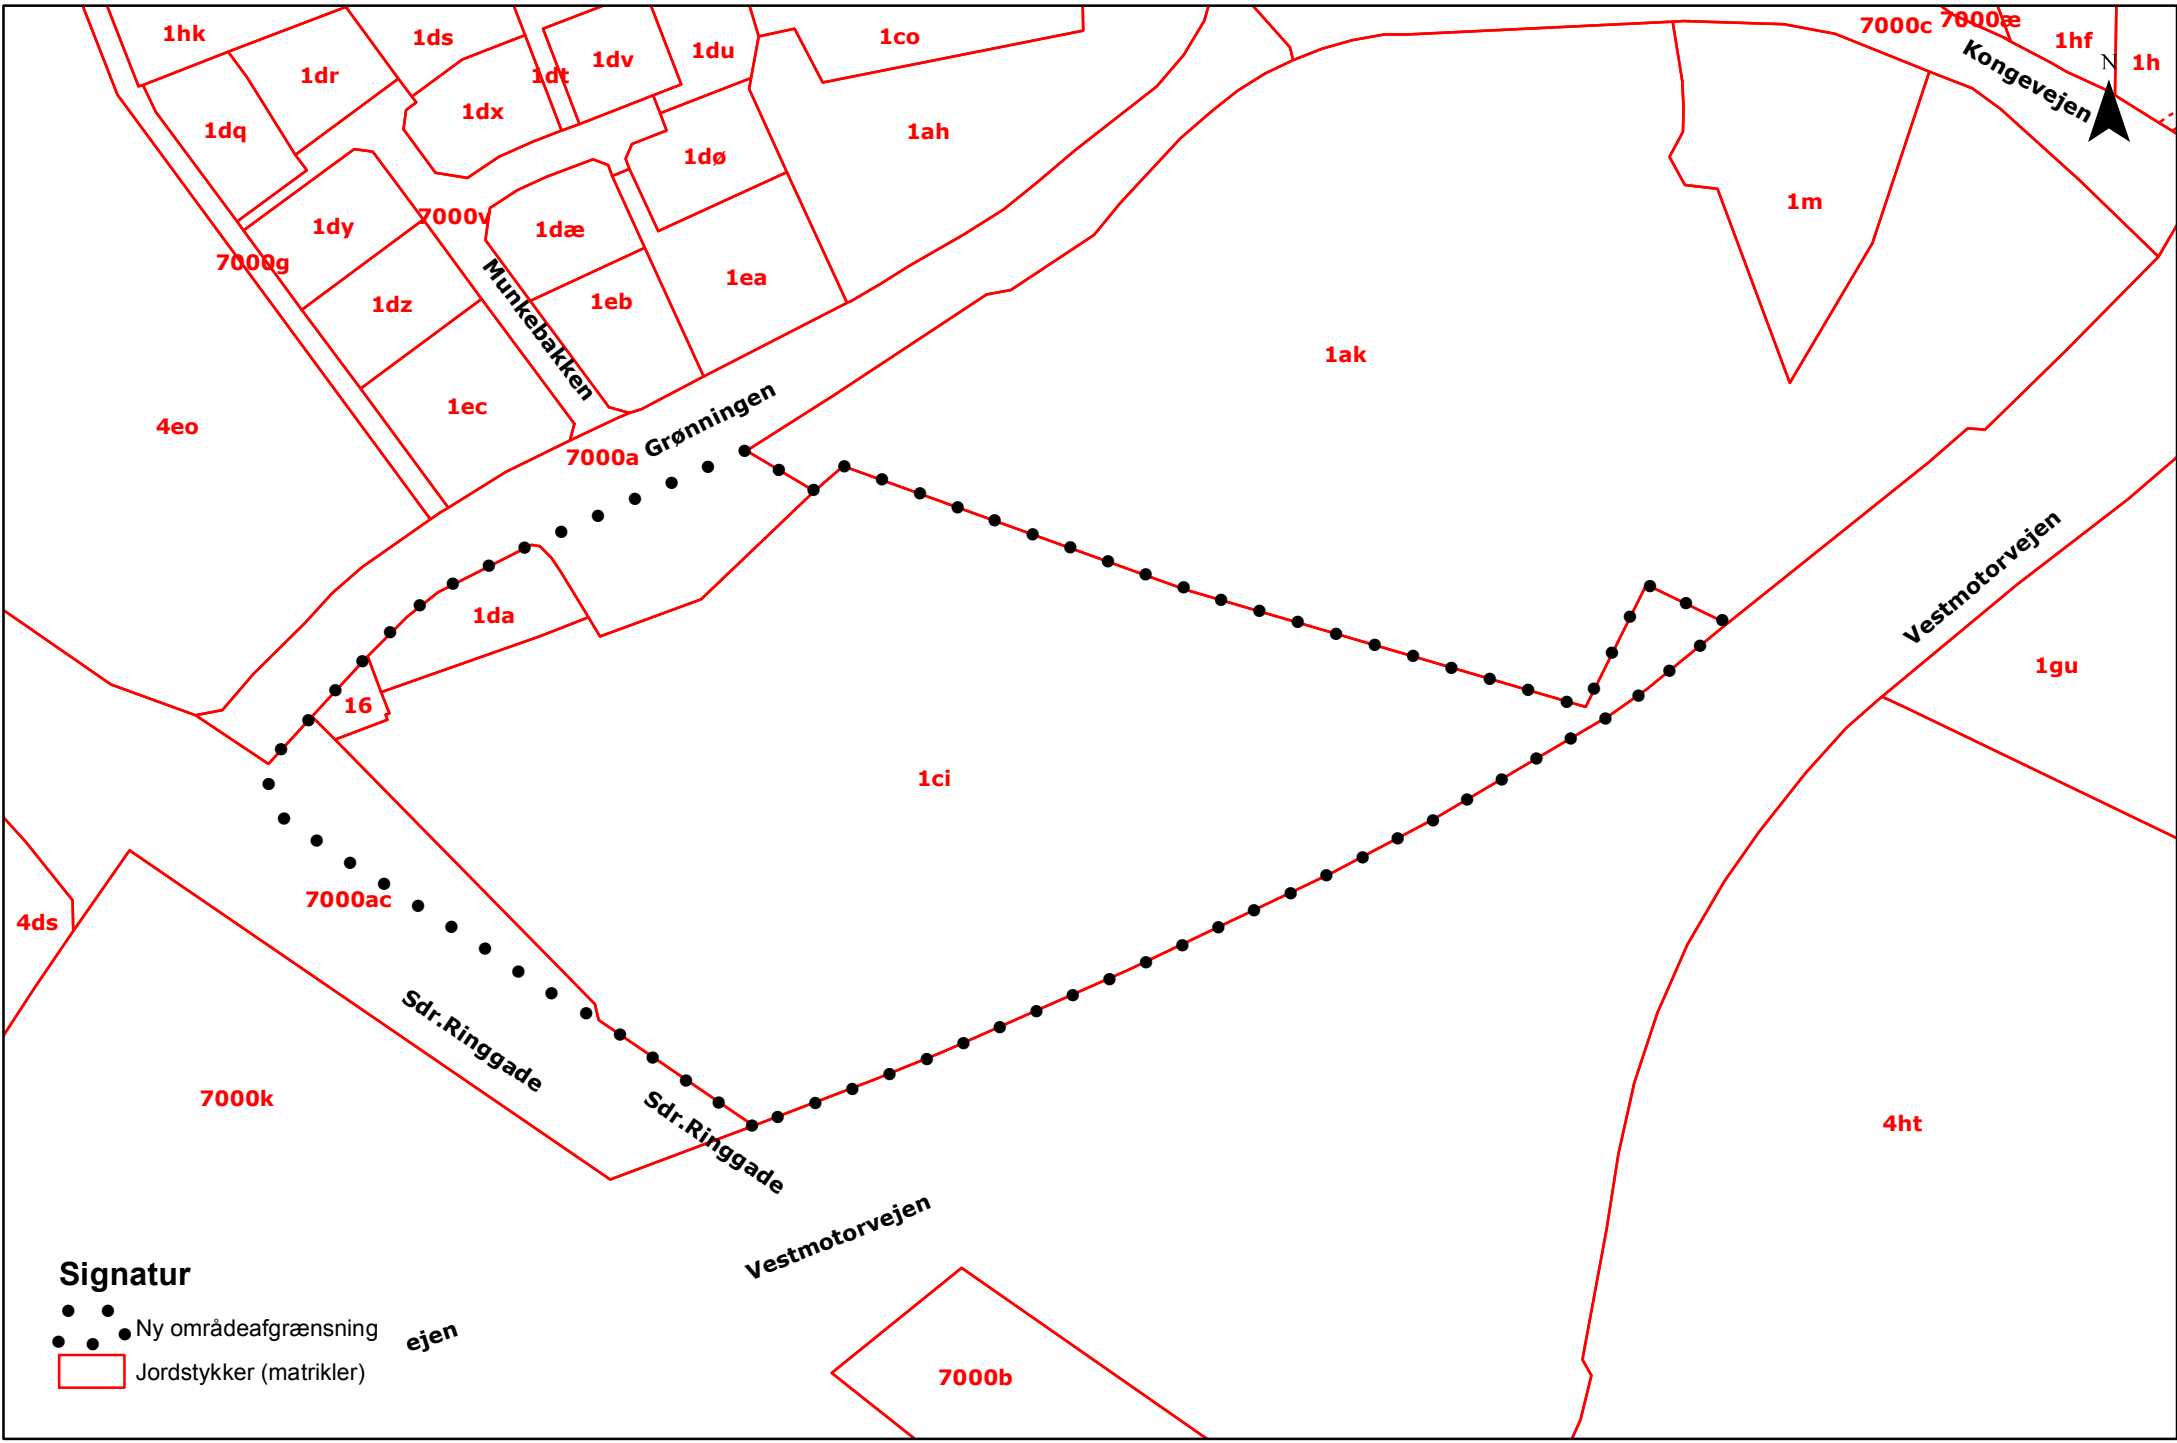 1hk
1ds
1dv
1du
1co
7000c
7000æ
1hf
1h
N
Kongevejen
1dr
1dt
1dx
1dq
1dø
1ah
1m
1dy
7000v
1dæ
7000g
1dz
Munkebakken
1eb
1ea
1ak
1ec
4eo
Grønningen
7000a
Vestmotorvejen
1da
1gu
16
1ci
7000ac
4ds
Sdr.Ringgade
7000k
Sdr.Ringgade
4ht
Vestmotorvejen
Signatur
Ny områdeafgrænsning
ejen
Jordstykker (matrikler)
7000b